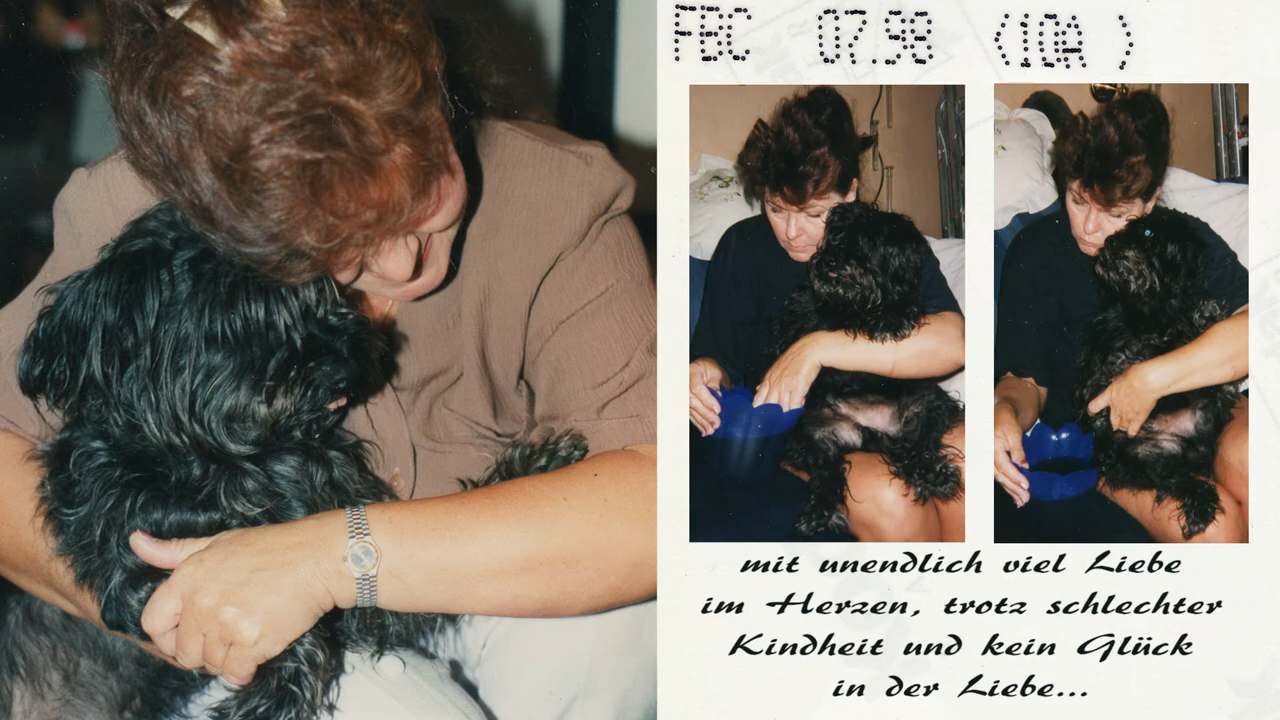 FBC 07.98 (10A )
mit unendlich viel Liebe
im Herzen, trotz schlechter
Kindheit und kein Glück
in der Liebe...